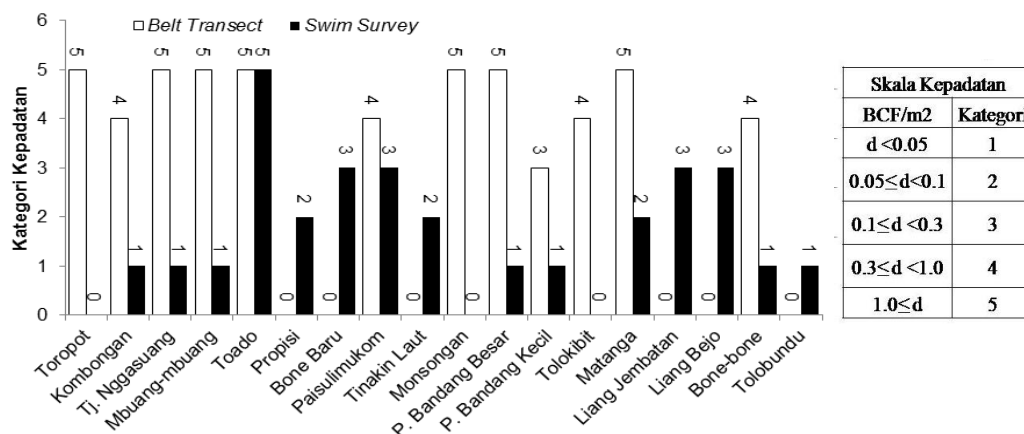 Kategori Kepadatan
6
5
4
3
2
1
0
Belt Transect
Swim Survey
5 0 4 1 5 1 5 1 5 5 0 2 0 3 4 3 0 2 5 0 5 1 3 1 4 0 5 2 0 3 0 3 4 1 0 1
Toropot
Kombongan
Tj. Nggasuang
Mbuang-mbuang
Toado
Propisi
Bone Baru
Paisulimukom
Tinakin Laut
Monsongan
P. Bandang Besar
P. Bandang Kecil
Tolokibit
Matanga
Liang Jembatan
Liang Bejo
Bone-bone
Tolobundu
Skala Kepadatan
BCF/m2 Kategori
d <0.05 1
0.05≤d<0.1 2
0.1≤d <0.3 3
0.3≤d <1.0 4
1.0≤d 5